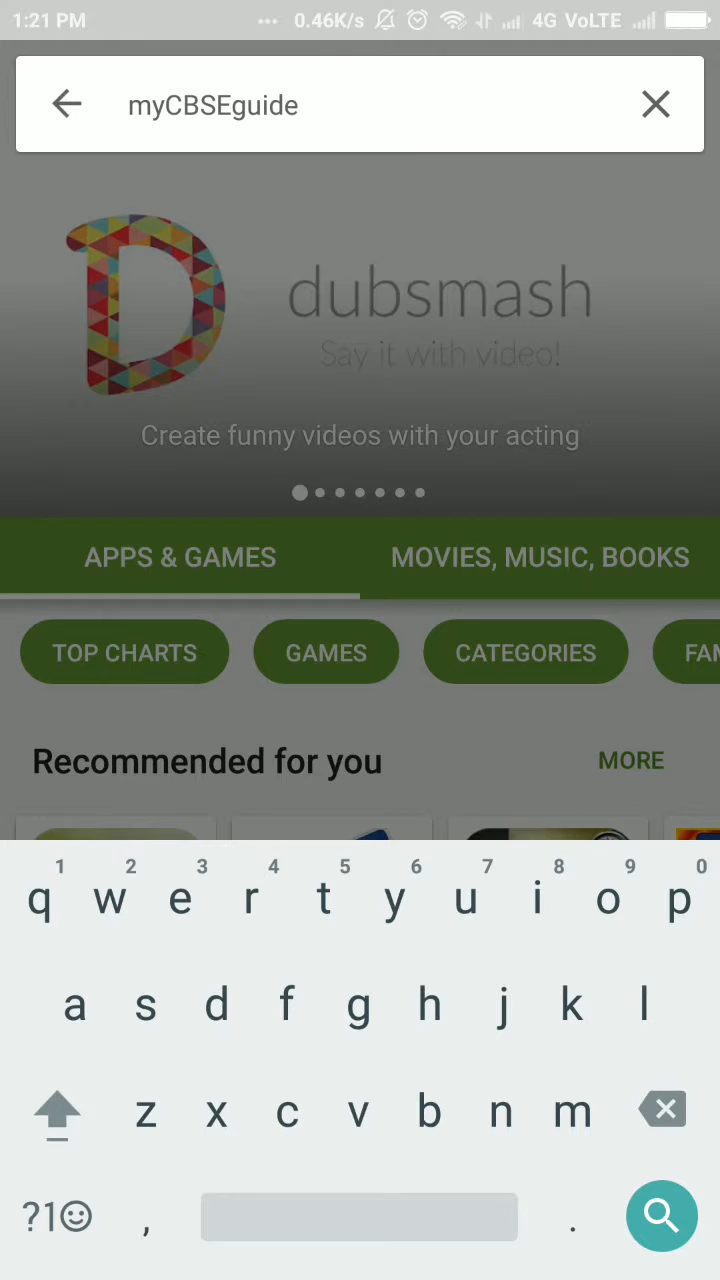 1:21 PM ... 0.46K/s 4G VoLTE
myCBSEguide
dubsmash
Say it with video!
Create funny videos with your acting
APPS & GAMES MOVIES, MUSIC, BOOKS
TOP CHARTS GAMES CATEGORIES FAM
Recommended for you MORE
1 2 3 4 5 6 7 8 9 0
q w e r t y u i o p
a s d f g h j k l
z x c v b n m
?1☺ , .